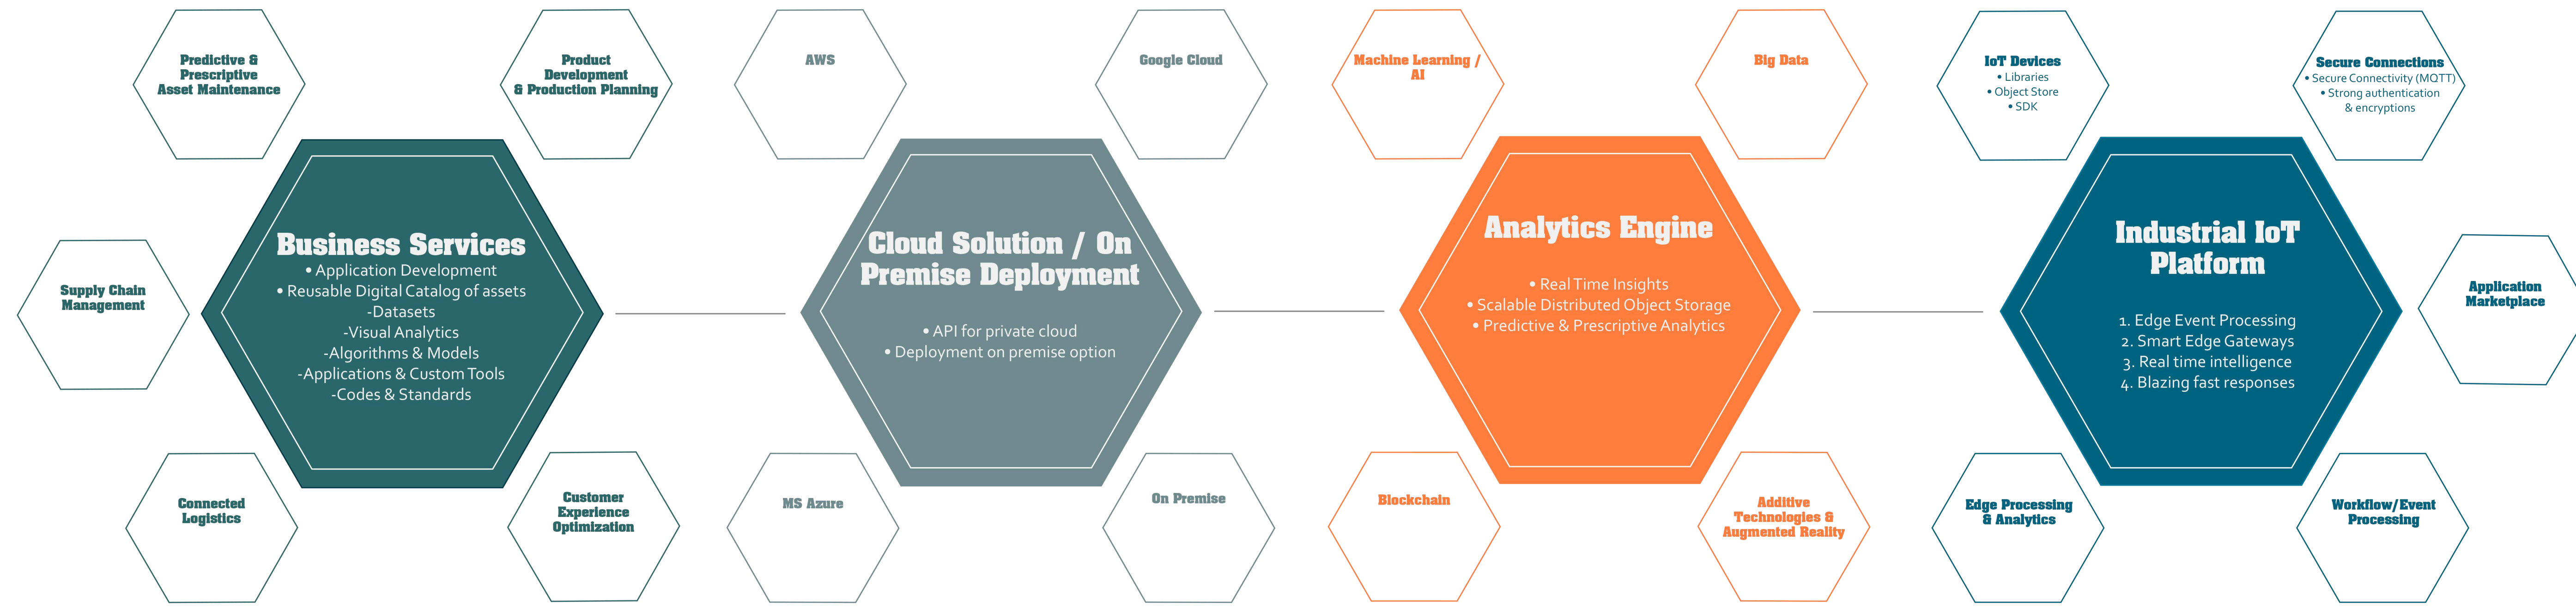 Predictive &
Prescriptive
Asset Maintenance
Product
Development
& Production Planning
Supply Chain
Management
Business Services
• Application Development
• Reusable Digital Catalog of assets
-Datasets
-Visual Analytics
-Algorithms & Models
-Applications & Custom Tools
-Codes & Standards
Connected
Logistics
Customer
Experience
Optimization
AWS
Google Cloud
Cloud Solution / On
Premise Deployment
• API for private cloud
• Deployment on premise option
MS Azure
On Premise
Machine Learning /
AI
Big Data
Analytics Engine
• Real Time Insights
• Scalable Distributed Object Storage
• Predictive & Prescriptive Analytics
Blockchain
Additive
Technologies &
Augmented Reality
IoT Devices
• Libraries
• Object Store
• SDK
Secure Connections
• Secure Connectivity (MQTT)
• Strong authentication
& encryptions
Industrial IoT
Platform
1. Edge Event Processing
2. Smart Edge Gateways
3. Real time intelligence
4. Blazing fast responses
Application
Marketplace
Edge Processing
& Analytics
Workflow/Event
Processing